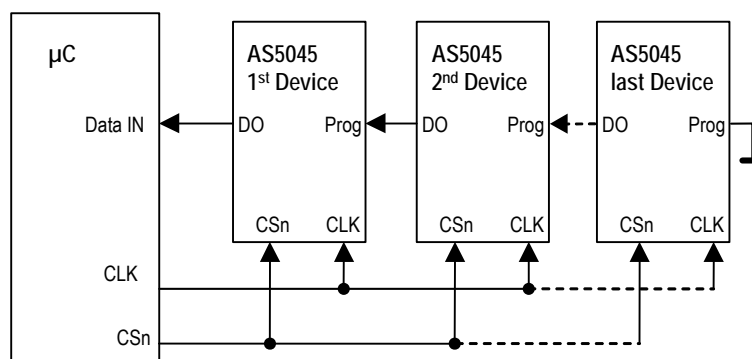 µC
AS5045
1st Device
AS5045
2nd Device
AS5045
last Device
Data IN
DO
Prog
DO
Prog
DO
Prog
CSn
CLK
CSn
CLK
CSn
CLK
CLK
CSn